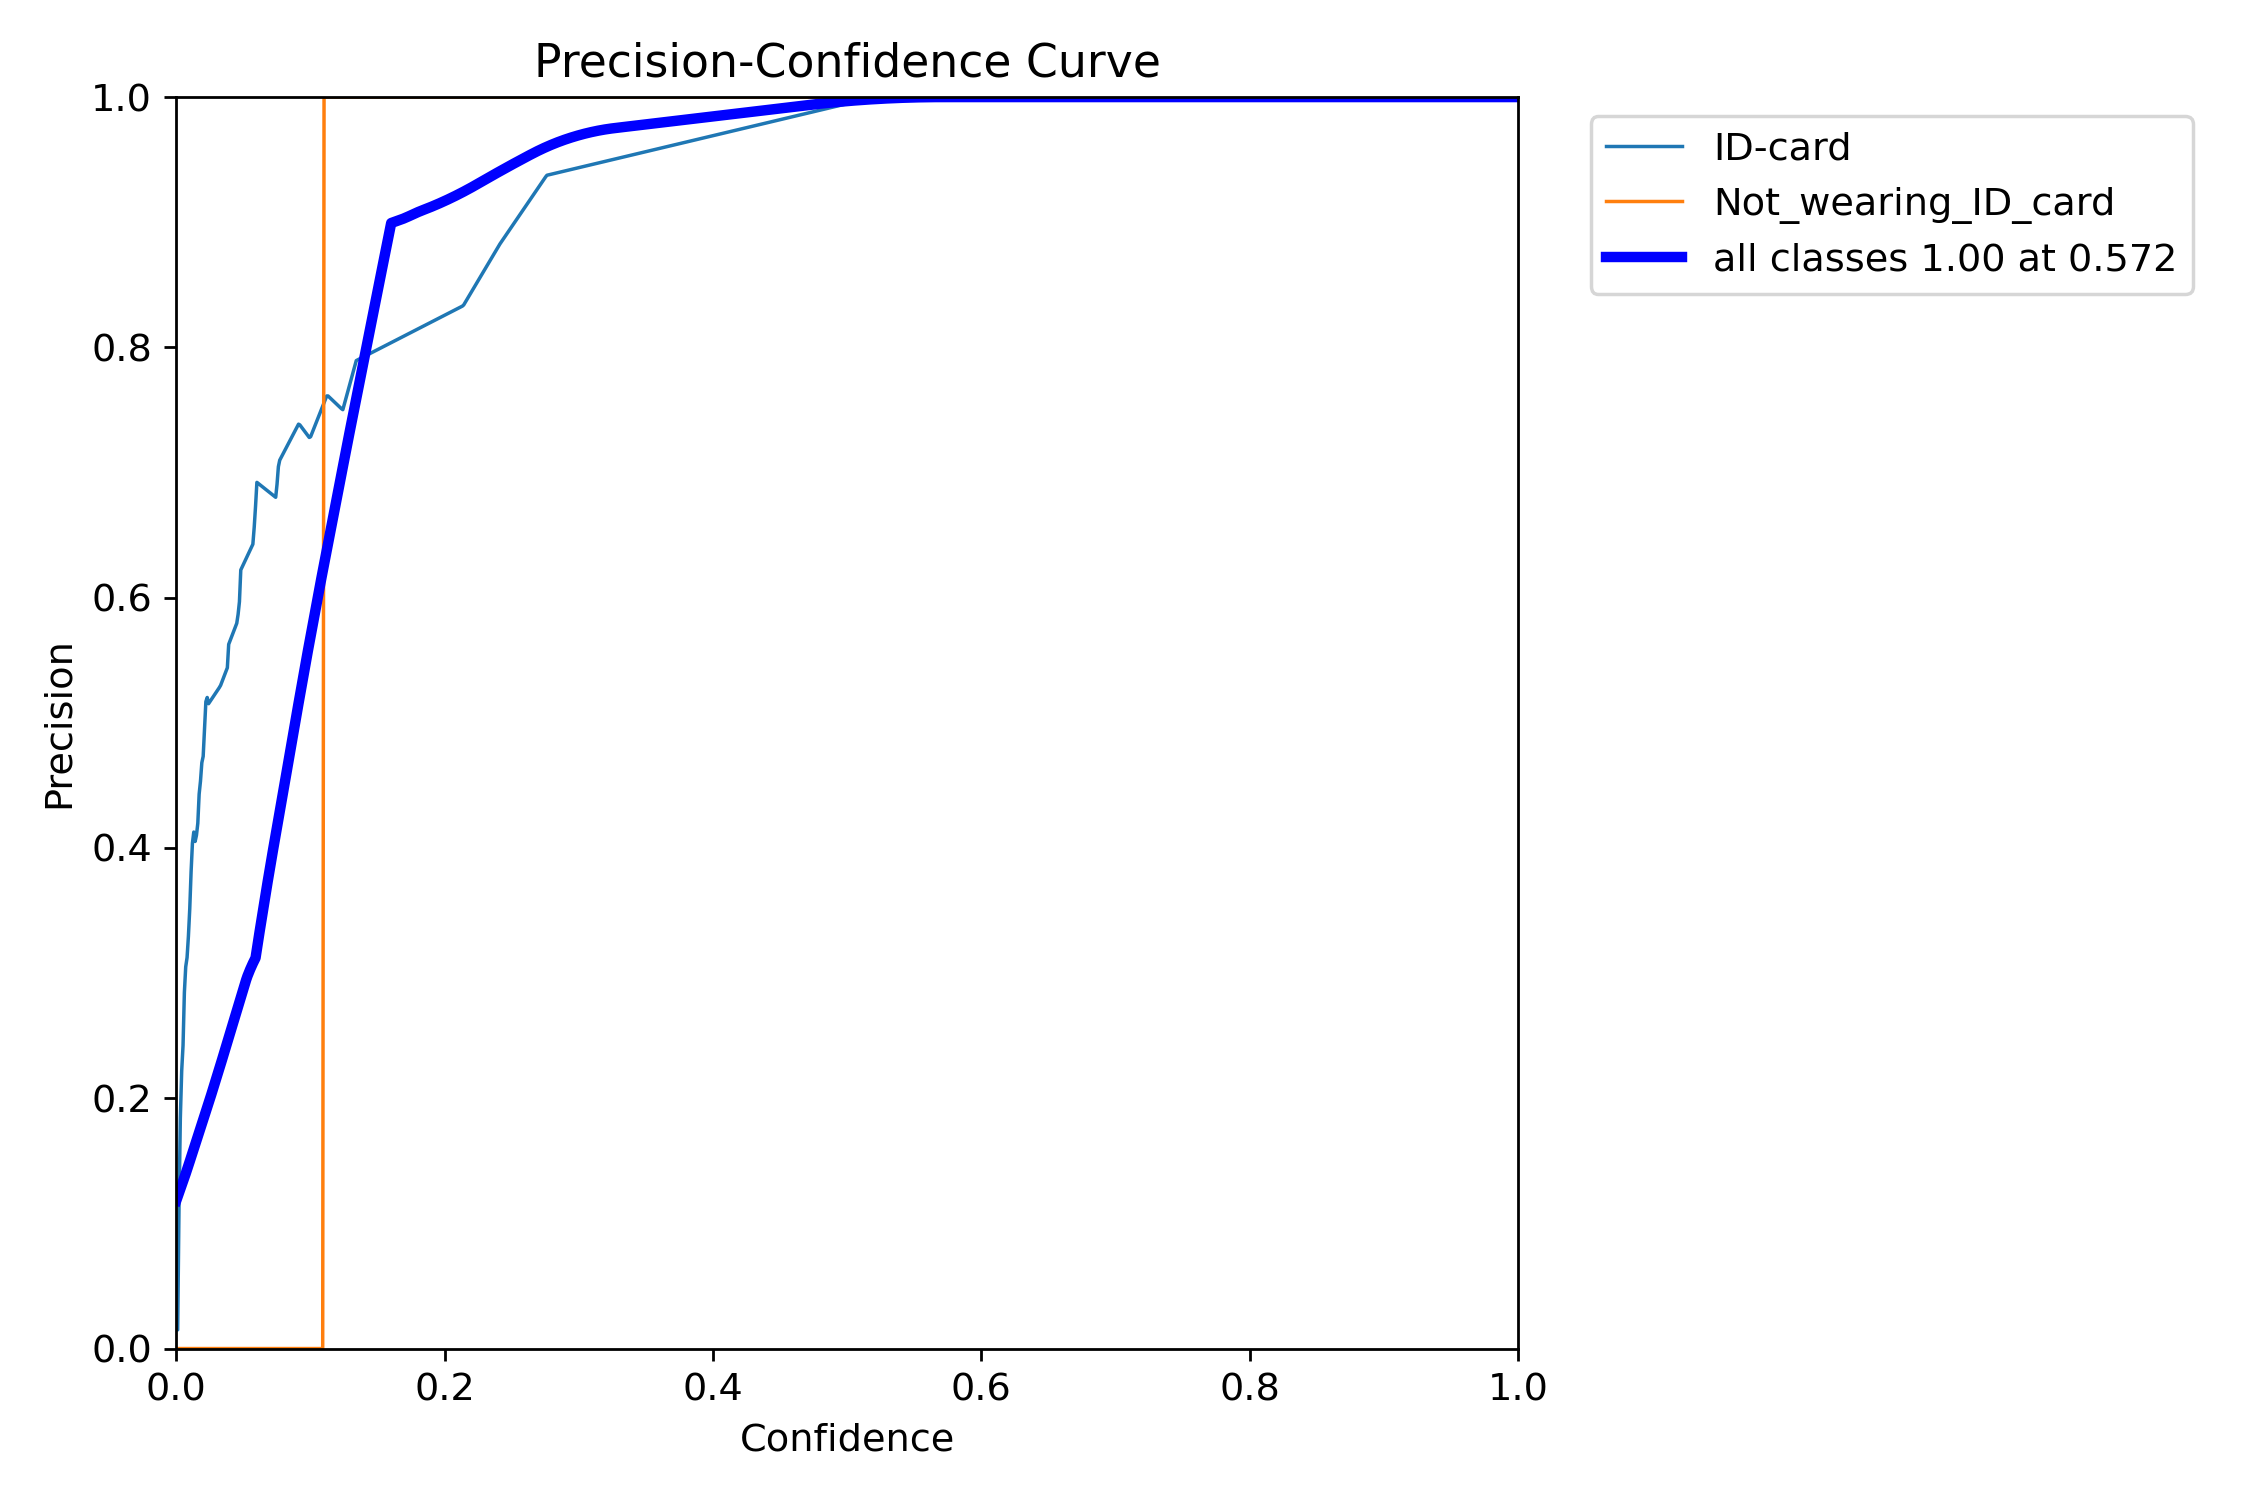 Precision-Confidence Curve
1.0
0.8
0.6
0.4
0.2
0.0
Precision
0.0 0.2 0.4 0.6 0.8 1.0
Confidence
ID-card
Not_wearing_ID_card
all classes 1.00 at 0.572